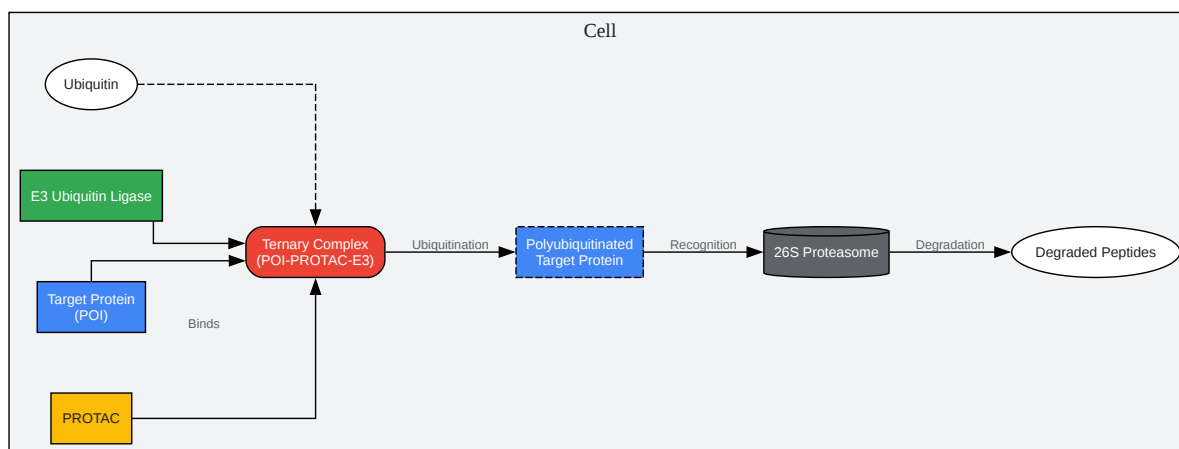 Cell
Ubiquitin
E3 Ubiquitin Ligase
Target Protein
(POI)
Binds
PROTAC
Ternary Complex
(POI-PROTAC-E3)
Ubiquitination
Polyubiquitinated
Target Protein
Recognition
26S Proteasome
Degradation
Degraded Peptides